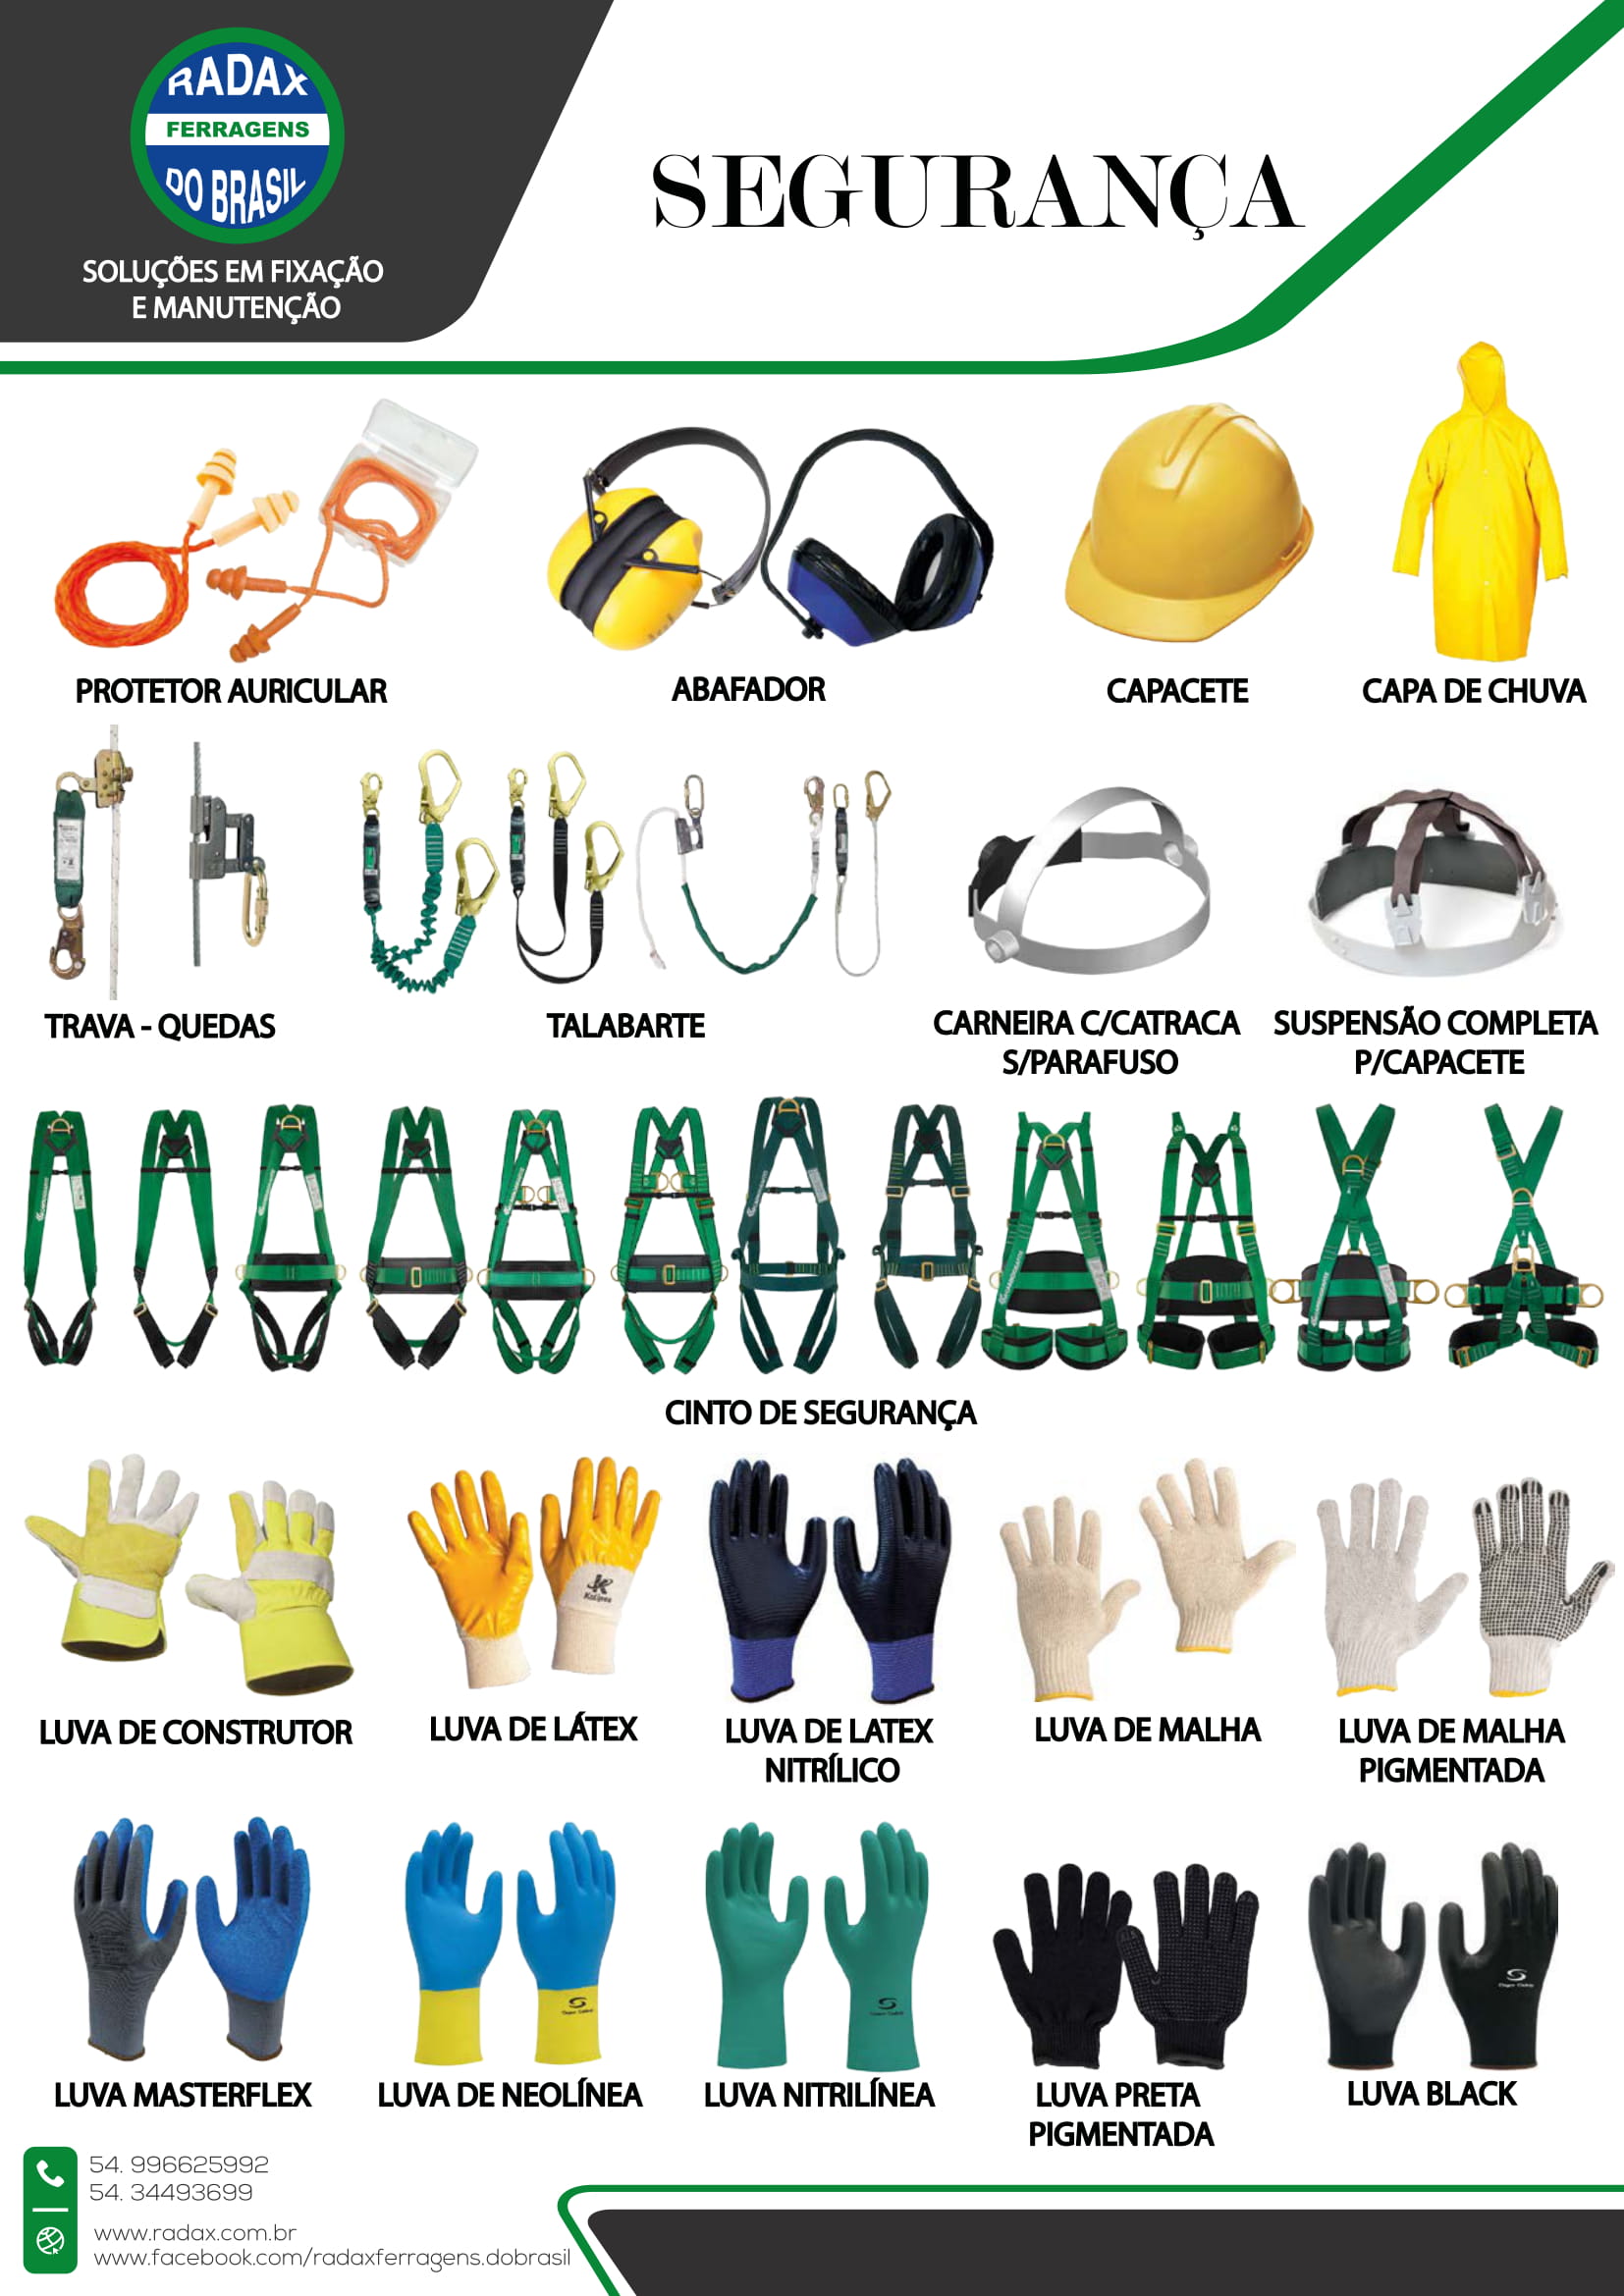 RADAX
FERRAGENS
DO BRASIL
SOLUÇÕES EM FIXAÇÃO
E MANUTENÇÃO
SEGURANÇA
PROTETOR AURICULAR
ABAFADOR
CAPACETE
CAPA DE CHUVA
TRAVA - QUEDAS
TALABARTE
CARNEIRA C/CATRACA
S/PARAFUSO
SUSPENSÃO COMPLETA
P/CAPACETE
CINTO DE SEGURANÇA
K
Kalipso
LUVA DE CONSTRUTOR
LUVA DE LÁTEX
LUVA DE LATEX
NITRÍLICO
LUVA DE MALHA
LUVA DE MALHA
PIGMENTADA
LUVA MASTERFLEX
LUVA DE NEOLÍNEA
LUVA NITRILÍNEA
LUVA PRETA
PIGMENTADA
LUVA BLACK
54. 996625992
54. 34493699
www.radax.com.br
www.facebook.com/radaxferragens.dobrasil